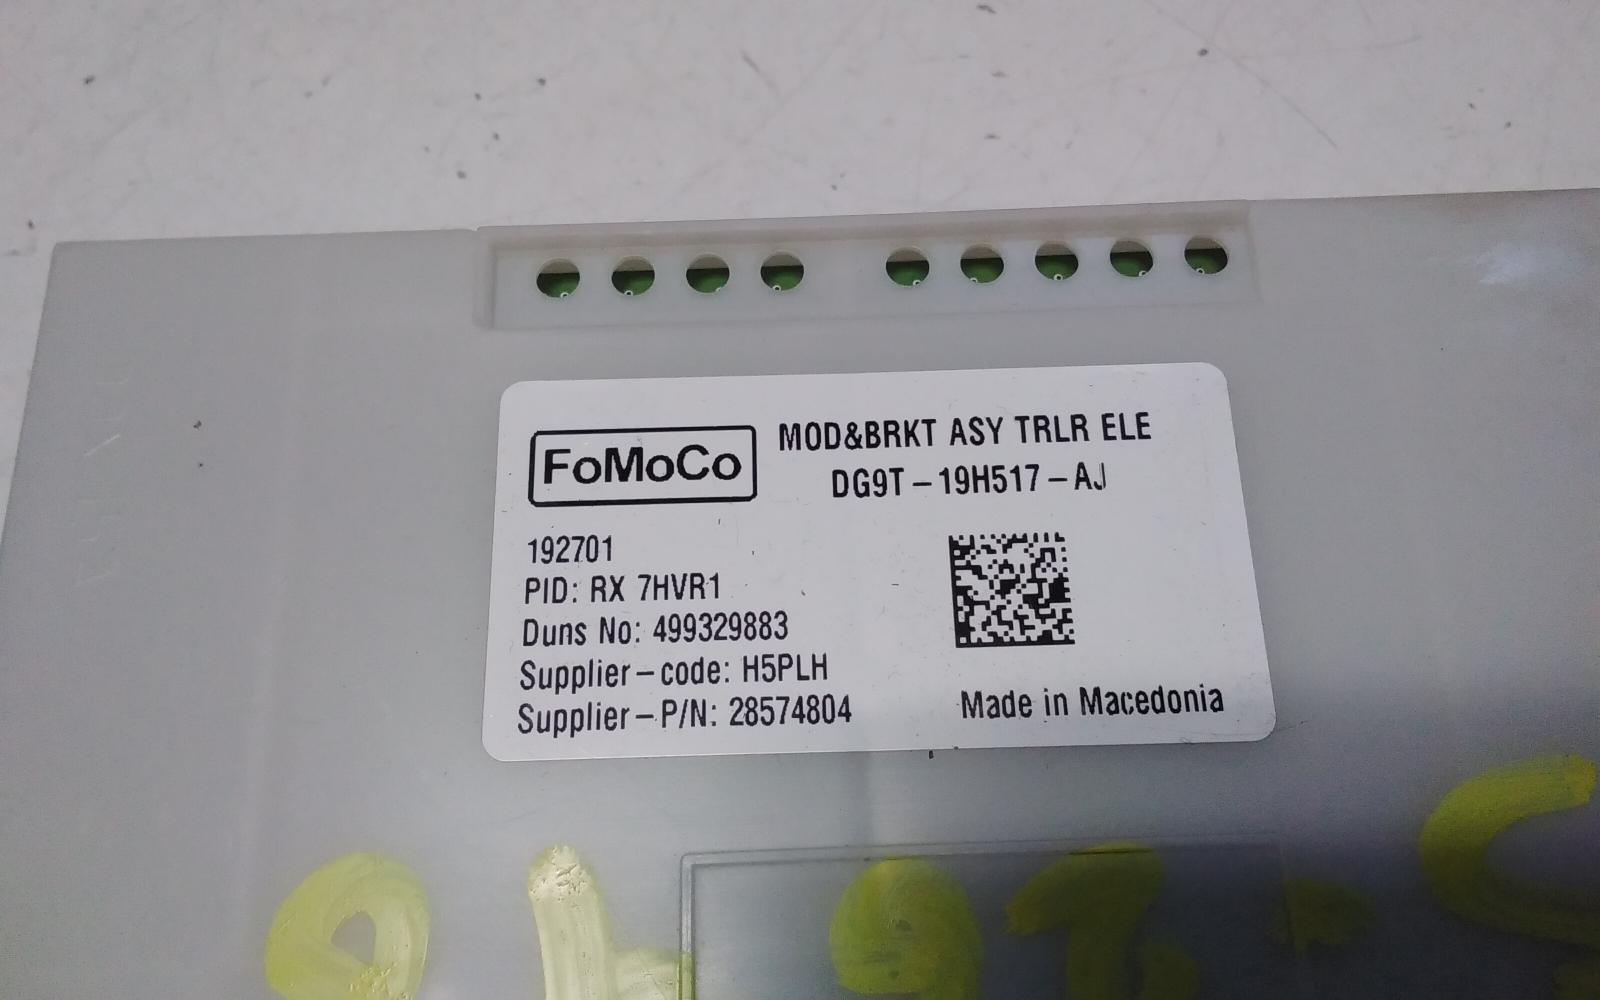 FoMoCo
MOD&BRKT ASY TRLR ELE
DG9T-19H517-AJ
192701
PID: RX 7HVR1
Duns No: 499329883
Supplier-code: H5PLH
Supplier-P/N: 28574804
Made in Macedonia